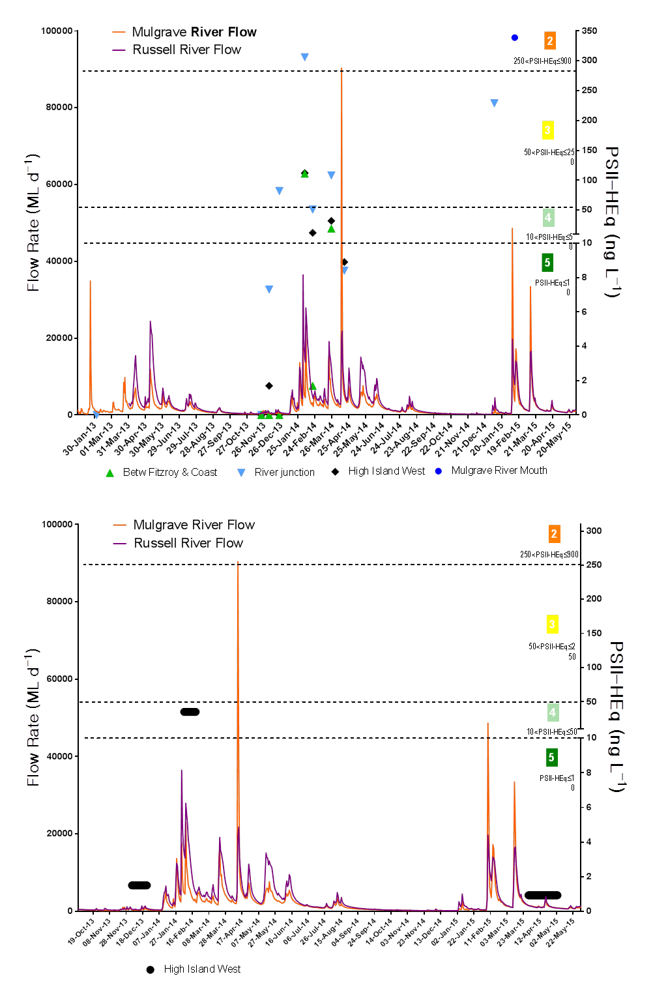 Mulgrave River Flow
Russell River Flow
100000
80000
60000
40000
20000
0
Flow Rate (ML d⁻¹)
350
300
250
200
150
100
50
10
8
6
4
2
0
PSII-HEq (ng L⁻¹)
2
250<PSII-HEq≤900
3
50<PSII-HEq≤25
0
4
10<PSII-HEq≤5
0
5
PSII-HEq≤1
0
30-Jan-13
01-Mar-13
31-Mar-13
30-Apr-13
30-May-13
29-Jun-13
29-Jul-13
28-Aug-13
27-Sep-13
27-Oct-13
26-Nov-13
26-Dec-13
25-Jan-14
24-Feb-14
26-Mar-14
25-Apr-14
25-May-14
24-Jun-14
24-Jul-14
23-Aug-14
22-Sep-14
22-Oct-14
21-Nov-14
21-Dec-14
20-Jan-15
19-Feb-15
21-Mar-15
20-Apr-15
20-May-15
Betw Fitzroy & Coast
River junction
High Island West
Mulgrave River Mouth
Mulgrave River Flow
Russell River Flow
100000
80000
60000
40000
20000
0
Flow Rate (ML d⁻¹)
300
250
200
150
100
50
10
8
6
4
2
0
PSII-HEq (ng L⁻¹)
2
250<PSII-HEq≤900
3
50<PSII-HEq≤2
50
4
10<PSII-HEq≤50
5
PSII-HEq≤1
0
19-Oct-13
08-Nov-13
28-Nov-13
18-Dec-13
07-Jan-14
27-Jan-14
16-Feb-14
08-Mar-14
28-Mar-14
17-Apr-14
07-May-14
27-May-14
16-Jun-14
06-Jul-14
26-Jul-14
15-Aug-14
04-Sep-14
24-Sep-14
14-Oct-14
03-Nov-14
23-Nov-14
13-Dec-14
02-Jan-15
22-Jan-15
11-Feb-15
03-Mar-15
23-Mar-15
12-Apr-15
02-May-15
22-May-15
High Island West